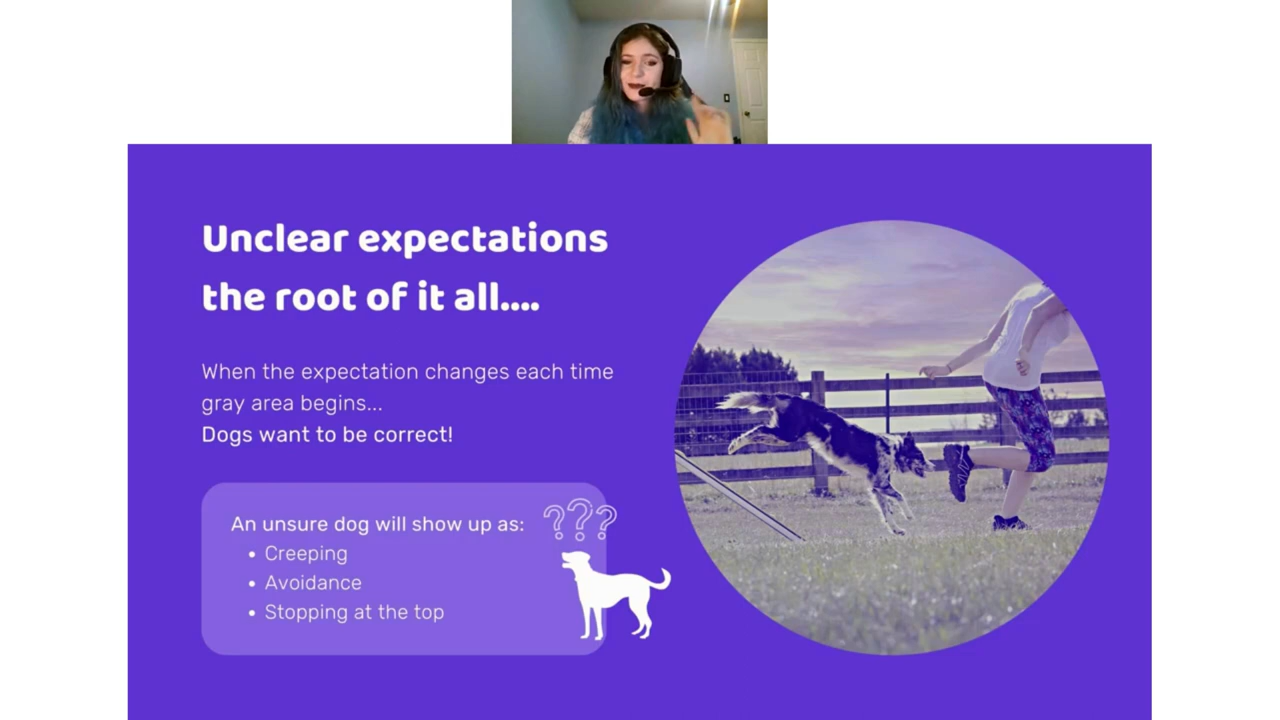 Unclear expectations
the root of it all....
When the expectation changes each time
gray area begins...
Dogs want to be correct!
An unsure dog will show up as:
• Creeping
• Avoidance
• Stopping at the top
???